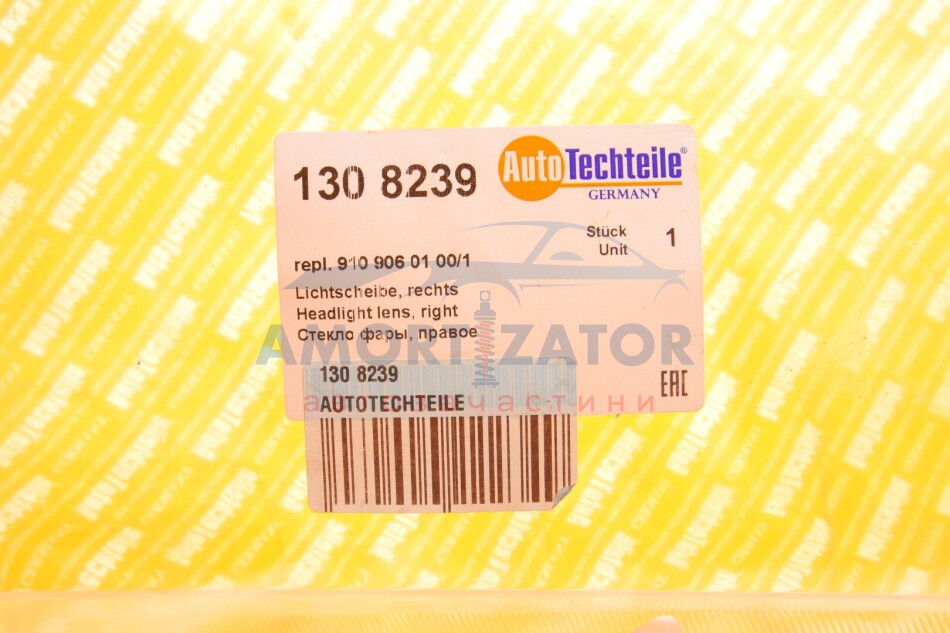 130 8239
AutoTechteile®
GERMANY
Stück
Unit
1
repl. 910 906 01 00/1
Lichtscheibe, rechts
Headlight lens, right
Стекло фары, правое
AMORTIZATOR
автозапчастини
EAC
130 8239
AUTOTECHTEILE